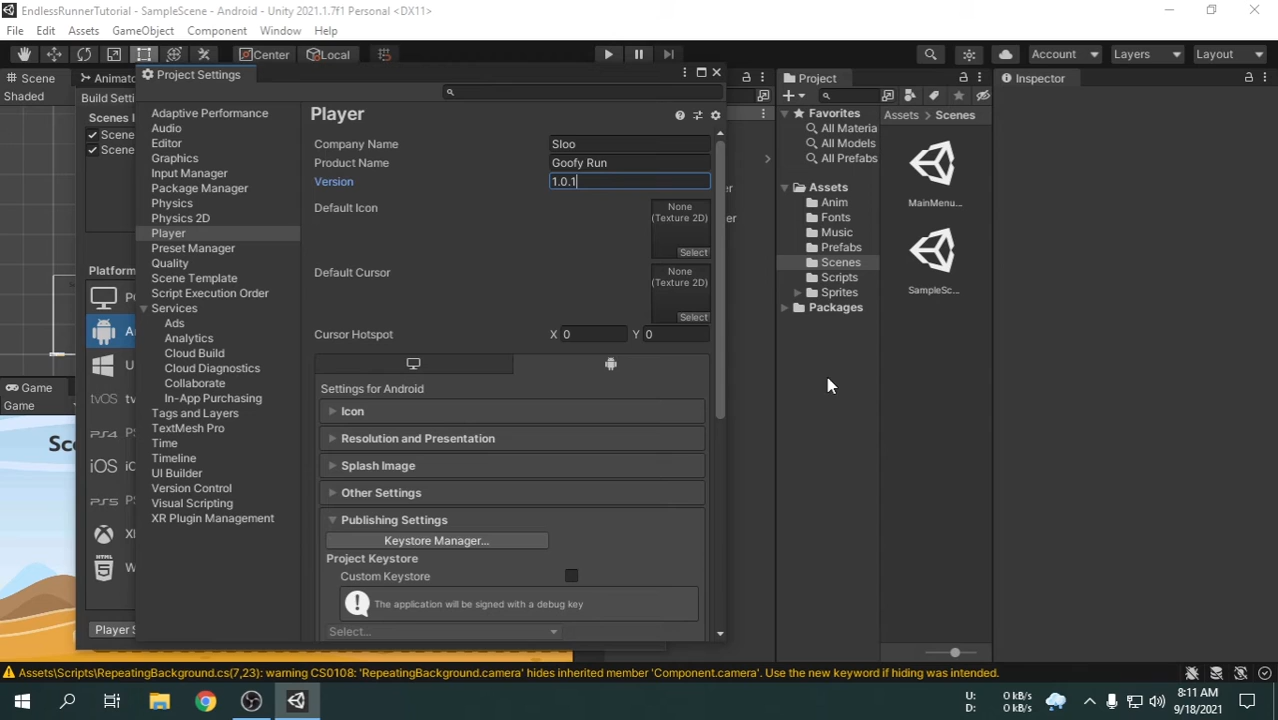 EndlessRunnerTutorial - SampleScene - Android - Unity 2021.1.7f1 Personal <DX11>
File Edit Assets GameObject Component Window Help
Center Local Account Layers Layout
Scene Animator Project Settings Project Inspector
Shaded Build Settings
Favorites
All Materia
All Models
All Prefabs
Assets > Scenes
Scenes I
Scene
Scene
Platform
tvOS
PS4
iOS
PS5
Player S
Adaptive Performance
Audio
Editor
Graphics
Input Manager
Package Manager
Physics
Physics 2D
Player
Preset Manager
Quality
Scene Template
Script Execution Order
Services
Ads
Analytics
Cloud Build
Cloud Diagnostics
Collaborate
In-App Purchasing
Tags and Layers
TextMesh Pro
Time
Timeline
UI Builder
Version Control
Visual Scripting
XR Plugin Management
Player
Company Name Sloo
Product Name Goofy Run
Version 1.0.1
Default Icon None (Texture 2D) Select
Default Cursor None (Texture 2D) Select
Cursor Hotspot X 0 Y 0
Settings for Android
Icon
Resolution and Presentation
Splash Image
Other Settings
Publishing Settings
Keystore Manager...
Project Keystore
Custom Keystore
The application will be signed with a debug key
Select...
Assets
Anim
Fonts
Music
Prefabs
Scenes
Scripts
Sprites
Packages
MainMenu...
SampleSc...
Game
Game
Assets\Scripts\RepeatingBackground.cs(7,23): warning CS0108: 'RepeatingBackground.camera' hides inherited member 'Component.camera'. Use the new keyword if hiding was intended.
U: 0 kB/s
D: 0 kB/s
8:11 AM
9/18/2021